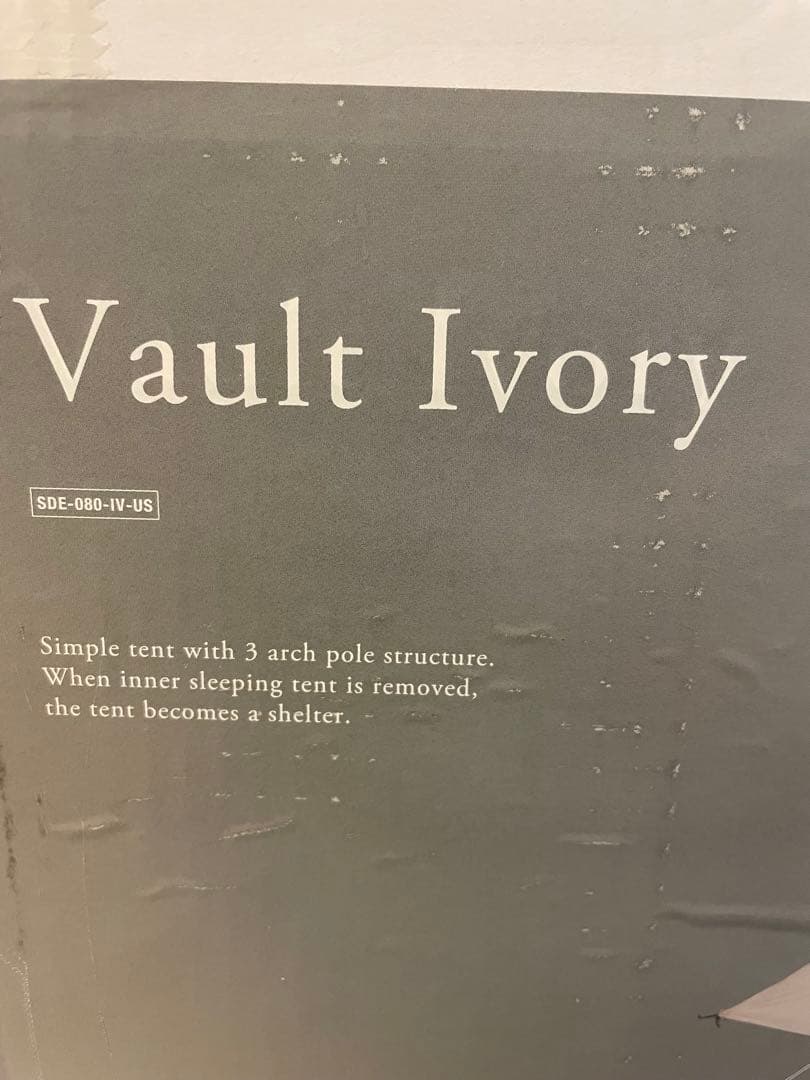 Vault Ivory
SDE-080-IV-US
Simple tent with 3 arch pole structure.
When inner sleeping tent is removed,
the tent becomes a shelter.